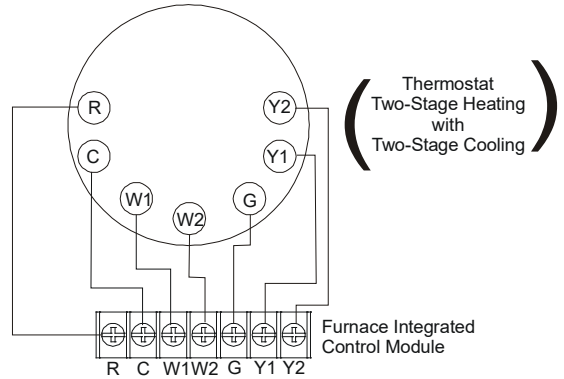 R
Y2
C
Y1
W1
W2
G
Thermostat
Two-Stage Heating
with
Two-Stage Cooling
Furnace Integrated
Control Module
R C W1 W2 G Y1 Y2